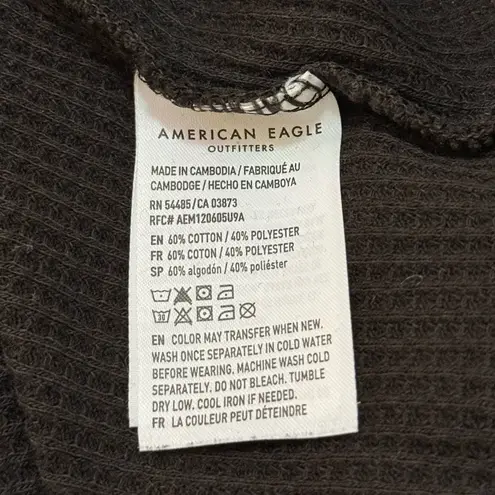 AMERICAN EAGLE
OUTFITTERS
MADE IN CAMBODIA / FABRIQUÉ AU
CAMBODGE / HECHO EN CAMBOYA
RN 54485/CA 03873
RFC# AEM120605U9A
EN 60% COTTON / 40% POLYESTER
FR 60% COTTON / 40% POLYESTER
SP 60% algodón / 40% poliéster
30
EN COLOR MAY TRANSFER WHEN NEW.
WASH ONCE SEPARATELY IN COLD WATER
BEFORE WEARING. MACHINE WASH COLD
SEPARATELY. DO NOT BLEACH. TUMBLE
DRY LOW. COOL IRON IF NEEDED.
FR LA COULEUR PEUT DÉTEINDRE